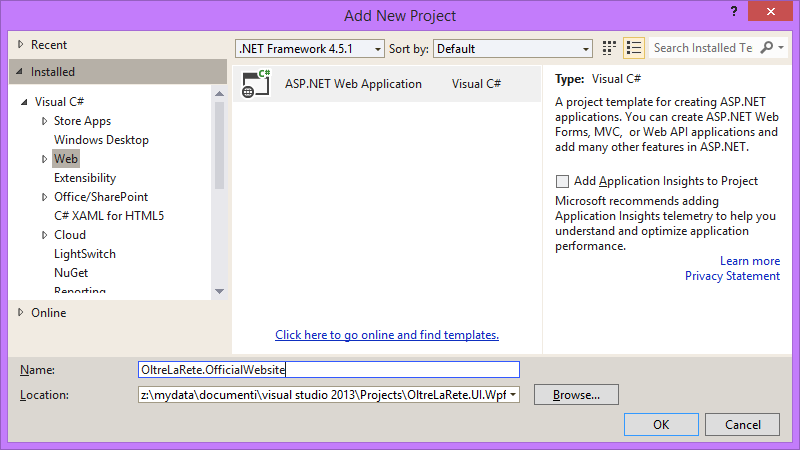 Add New Project
?
Recent
Installed
Visual C#
Store Apps
Windows Desktop
Web
Extensibility
Office/SharePoint
C# XAML for HTML5
Cloud
LightSwitch
NuGet
Reporting
Online
.NET Framework 4.5.1
Sort by: Default
Search Installed Te
C#
ASP.NET Web Application Visual C#
Click here to go online and find templates.
Type: Visual C#
A project template for creating ASP.NET
applications. You can create ASP.NET Web
Forms, MVC, or Web API applications and
add many other features in ASP.NET.
Add Application Insights to Project
Microsoft recommends adding
Application Insights telemetry to help you
understand and optimize application
performance.
Learn more
Privacy Statement
Name: OltreLaRete.OfficialWebsite
Location: z:\mydata\documenti\visual studio 2013\Projects\OltreLaRete.UI.Wpf
Browse...
OK Cancel